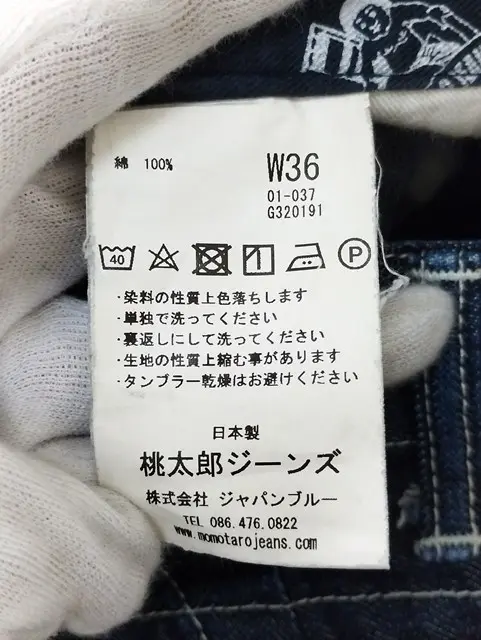 綿 100%
W36
01-037
G320191
40
P
・染料の性質上色落ちします
・単独で洗ってください
・裏返しにして洗ってください
・生地の性質上縮む事があります
・タンブラー乾燥はお避けください
日本製
桃太郎ジーンズ
株式会社 ジャパンブルー
TEL 086.476.0822
www.momotarojeans.com